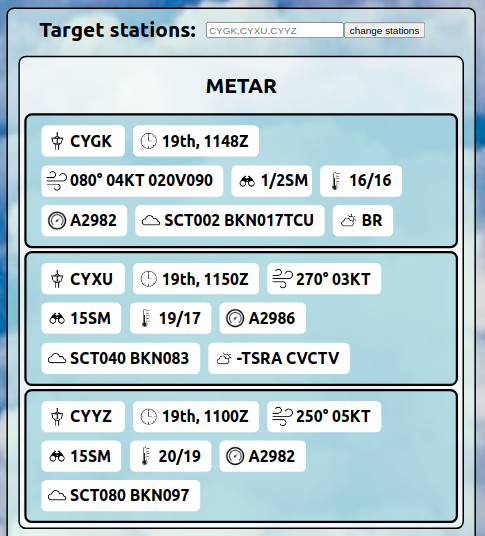 Target stations: CYGK,CYXU,CYYZ change stations
METAR
CYGK 19th, 1148Z
080° 04KT 020V090 1/2SM 16/16
A2982 SCT002 BKN017TCU BR
CYXU 19th, 1150Z 270° 03KT
15SM 19/17 A2986
SCT040 BKN083 -TSRA CVCTV
CYYZ 19th, 1100Z 250° 05KT
15SM 20/19 A2982
SCT080 BKN097